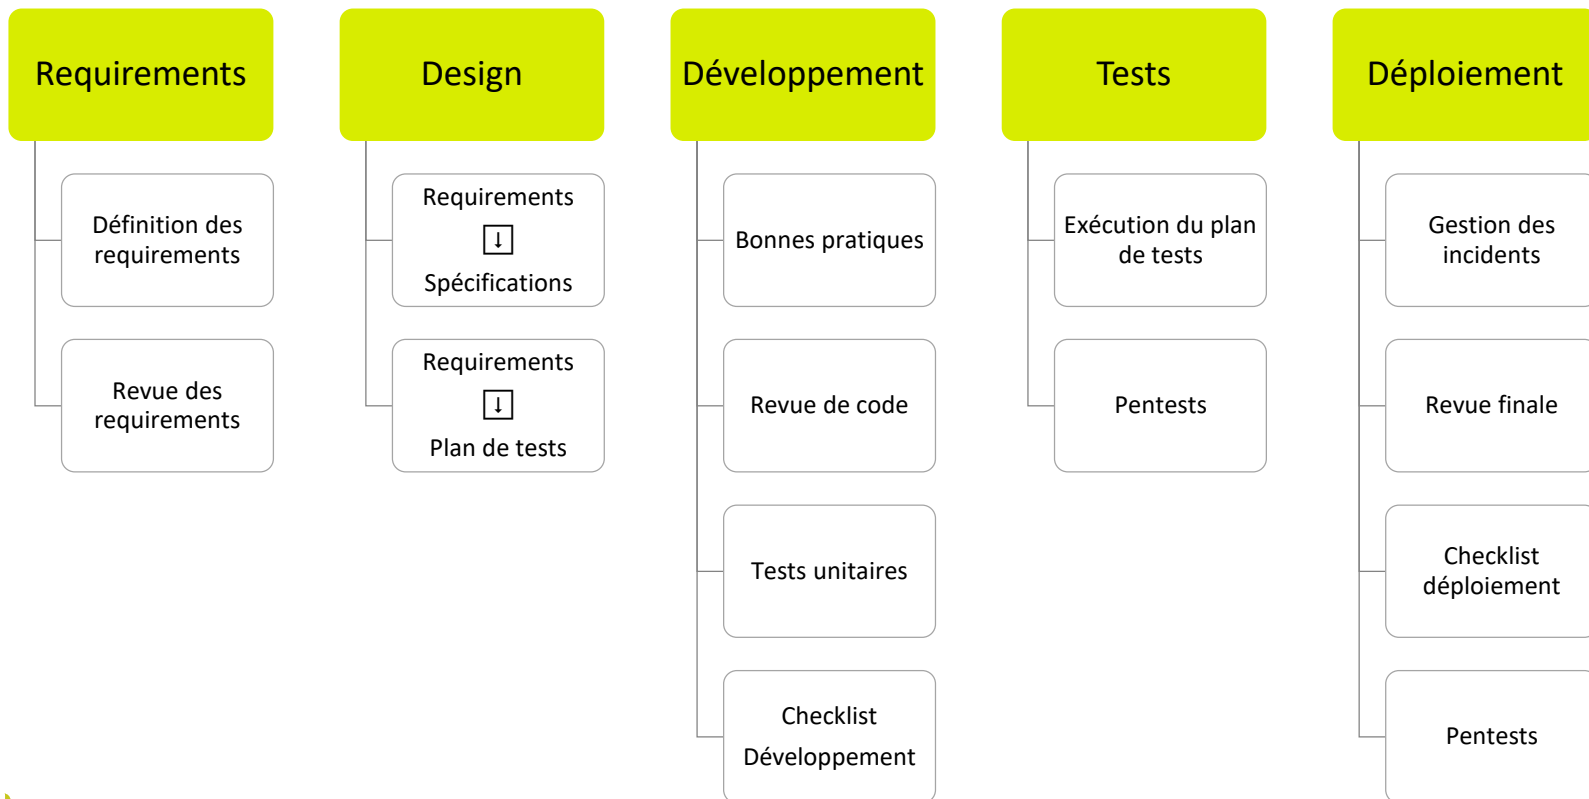 Requirements
Définition des
requirements
Revue des
requirements
Design
Requirements
↓
Spécifications
Requirements
↓
Plan de tests
Développement
Bonnes pratiques
Revue de code
Tests unitaires
Checklist
Développement
Tests
Exécution du plan
de tests
Pentests
Déploiement
Gestion des
incidents
Revue finale
Checklist
déploiement
Pentests